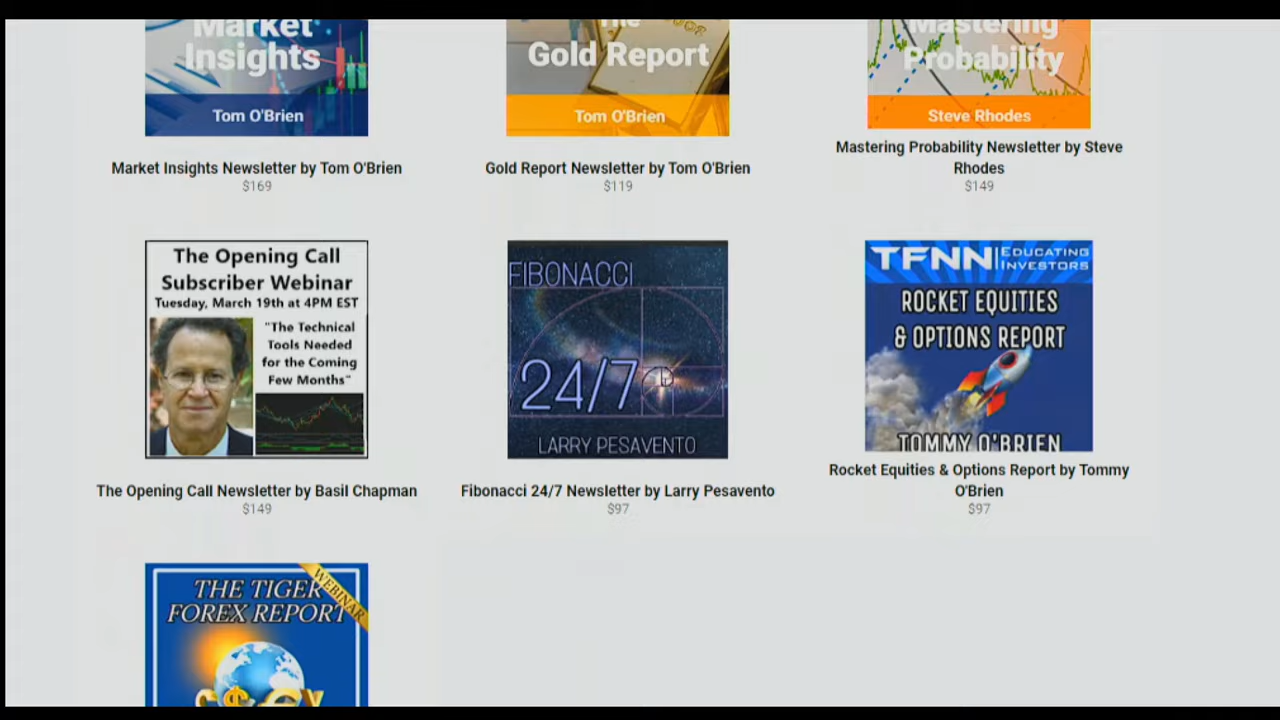 Market
Insights
Tom O'Brien
Market Insights Newsletter by Tom O'Brien
$169
The
Gold Report
Tom O'Brien
Gold Report Newsletter by Tom O'Brien
$119
Mastering
Probability
Steve Rhodes
Mastering Probability Newsletter by Steve
Rhodes
$149
The Opening Call
Subscriber Webinar
Tuesday, March 19th at 4PM EST
"The Technical
Tools Needed
for the Coming
Few Months"
The Opening Call Newsletter by Basil Chapman
$149
FIBONACCI
24/7
LARRY PESAVENTO
Fibonacci 24/7 Newsletter by Larry Pesavento
$97
TFNN EDUCATING
INVESTORS
ROCKET EQUITIES
& OPTIONS REPORT
TOMMY O'BRIEN
Rocket Equities & Options Report by Tommy
O'Brien
$97
THE TIGER
FOREX REPORT
WEBINAR